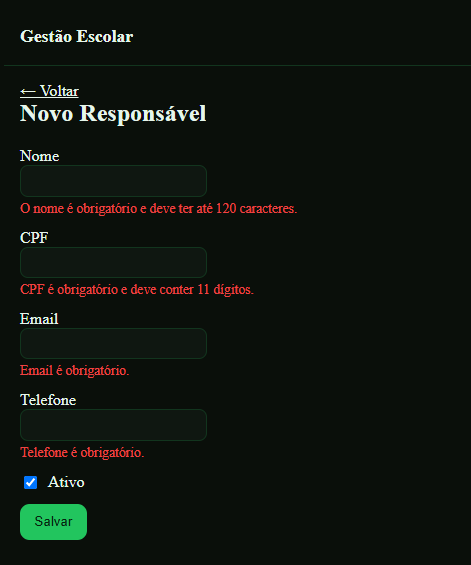 Gestão Escolar
← Voltar
Novo Responsável
Nome
O nome é obrigatório e deve ter até 120 caracteres.
CPF
CPF é obrigatório e deve conter 11 dígitos.
Email
Email é obrigatório.
Telefone
Telefone é obrigatório.
Ativo
Salvar